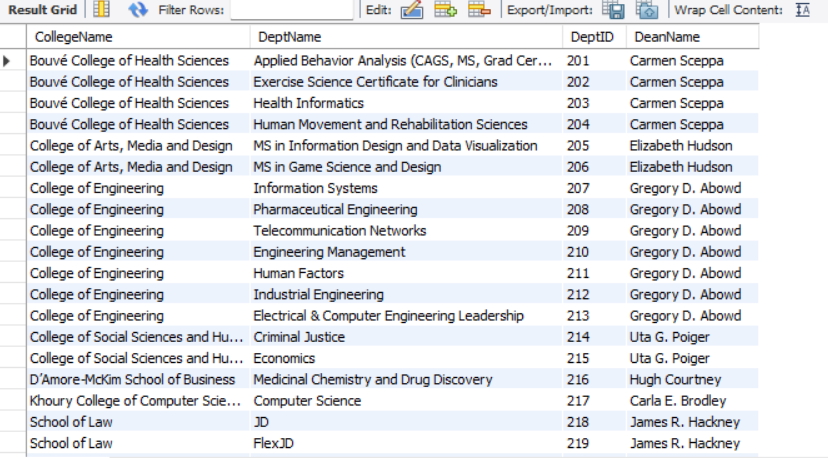 Result Grid Filter Rows: Edit: Export/Import: Wrap Cell Content: IA
CollegeName DeptName DeptID DeanName
Bouvé College of Health Sciences Applied Behavior Analysis (CAGS, MS, Grad Cer... 201 Carmen Sceppa
Bouvé College of Health Sciences Exercise Science Certificate for Clinicians 202 Carmen Sceppa
Bouvé College of Health Sciences Health Informatics 203 Carmen Sceppa
Bouvé College of Health Sciences Human Movement and Rehabilitation Sciences 204 Carmen Sceppa
College of Arts, Media and Design MS in Information Design and Data Visualization 205 Elizabeth Hudson
College of Arts, Media and Design MS in Game Science and Design 206 Elizabeth Hudson
College of Engineering Information Systems 207 Gregory D. Abowd
College of Engineering Pharmaceutical Engineering 208 Gregory D. Abowd
College of Engineering Telecommunication Networks 209 Gregory D. Abowd
College of Engineering Engineering Management 210 Gregory D. Abowd
College of Engineering Human Factors 211 Gregory D. Abowd
College of Engineering Industrial Engineering 212 Gregory D. Abowd
College of Engineering Electrical & Computer Engineering Leadership 213 Gregory D. Abowd
College of Social Sciences and Hu... Criminal Justice 214 Uta G. Poiger
College of Social Sciences and Hu... Economics 215 Uta G. Poiger
D’Amore-McKim School of Business Medicinal Chemistry and Drug Discovery 216 Hugh Courtney
Khoury College of Computer Scie... Computer Science 217 Carla E. Brodley
School of Law JD 218 James R. Hackney
School of Law FlexJD 219 James R. Hackney